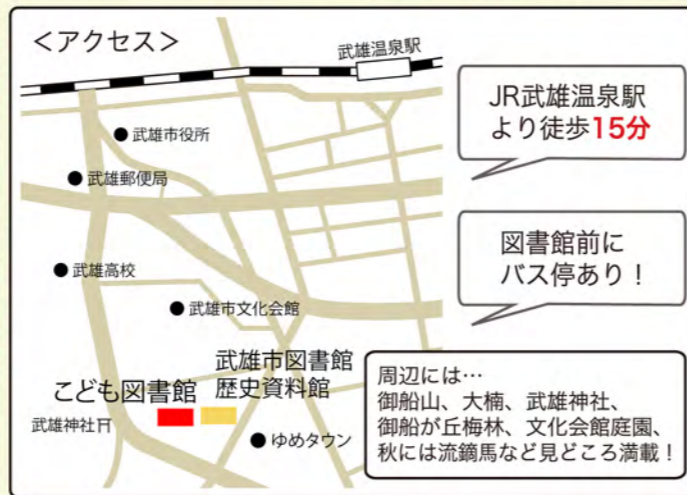 ＜アクセス＞
武雄温泉駅
武雄市役所
武雄郵便局
武雄高校
武雄市文化会館
武雄市図書館
歴史資料館
こども図書館
武雄神社
ゆめタウン
JR武雄温泉駅
より徒歩15分
図書館前に
バス停あり！
周辺には…
御船山、大楠、武雄神社、
御船が丘梅林、文化会館庭園、
秋には流鏑馬など見どころ満載！